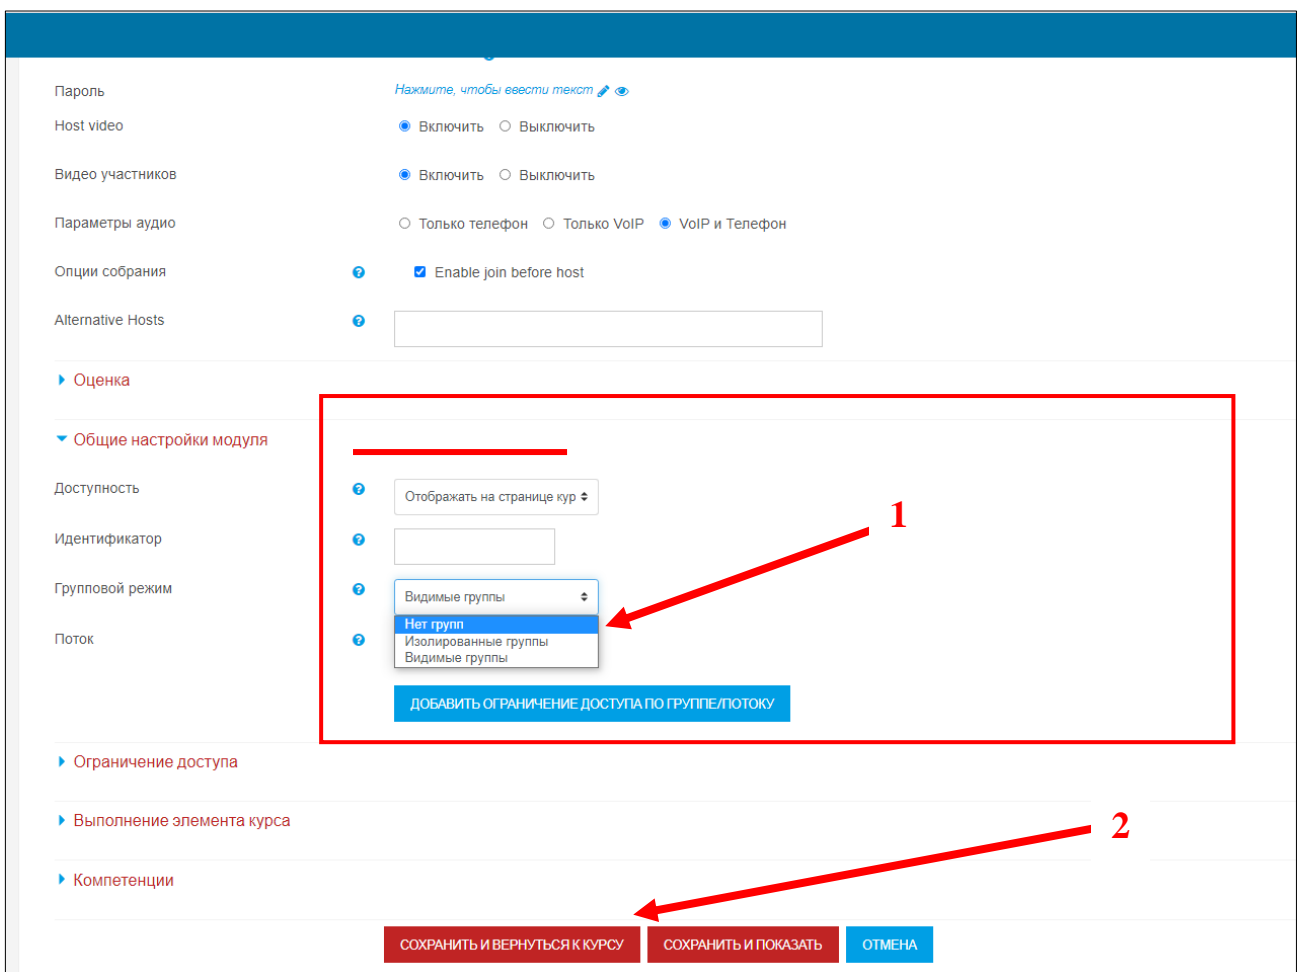 Пароль Нажмите, чтобы ввести текст
Host video Включить Выключить
Видео участников Включить Выключить
Параметры аудио Только телефон Только VoIP VoIP и Телефон
Опции собрания Enable join before host
Alternative Hosts
Оценка
Общие настройки модуля
Доступность Отображать на странице кур
1
Идентификатор
Групповой режим Видимые группы
Нет групп
Поток Изолированные группы
Видимые группы
ДОБАВИТЬ ОГРАНИЧЕНИЕ ДОСТУПА ПО ГРУППЕ/ПОТОКУ
Ограничение доступа
Выполнение элемента курса
2
Компетенции
СОХРАНИТЬ И ВЕРНУТЬСЯ К КУРСУ СОХРАНИТЬ И ПОКАЗАТЬ ОТМЕНА